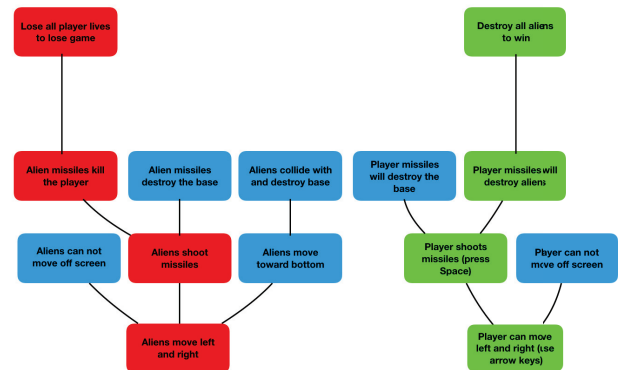 Lose all player lives
to lose game
Destroy all aliens
to win
Alien missiles kill
the player
Alien missiles
destroy the base
Aliens collide with
and destroy base
Player missiles
will destroy the
base
Player missiles will
destroy aliens
Aliens can not
move off screen
Aliens shoot
missiles
Aliens move
toward bottom
Player shoots
missiles (press
Space)
Player can not
move off screen
Aliens move left
and right
Player can move
left and right (use
arrow keys)